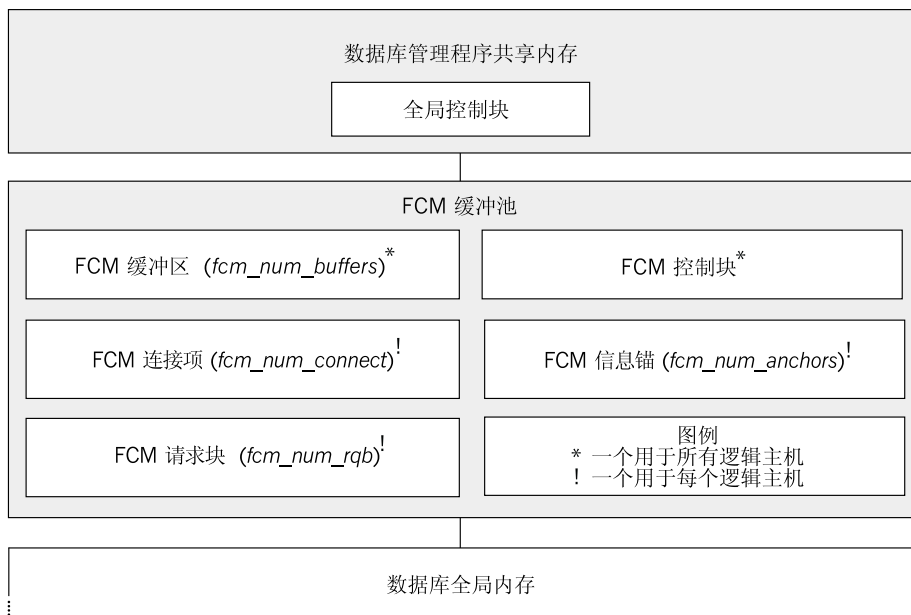 数据库管理程序共享内存
全局控制块
FCM 缓冲池
FCM 缓冲区 (fcm_num_buffers)*
FCM 控制块*
FCM 连接项 (fcm_num_connect)!
FCM 信息锚 (fcm_num_anchors)!
FCM 请求块 (fcm_num_rqb)!
图例
* 一个用于所有逻辑主机
! 一个用于每个逻辑主机
数据库全局内存